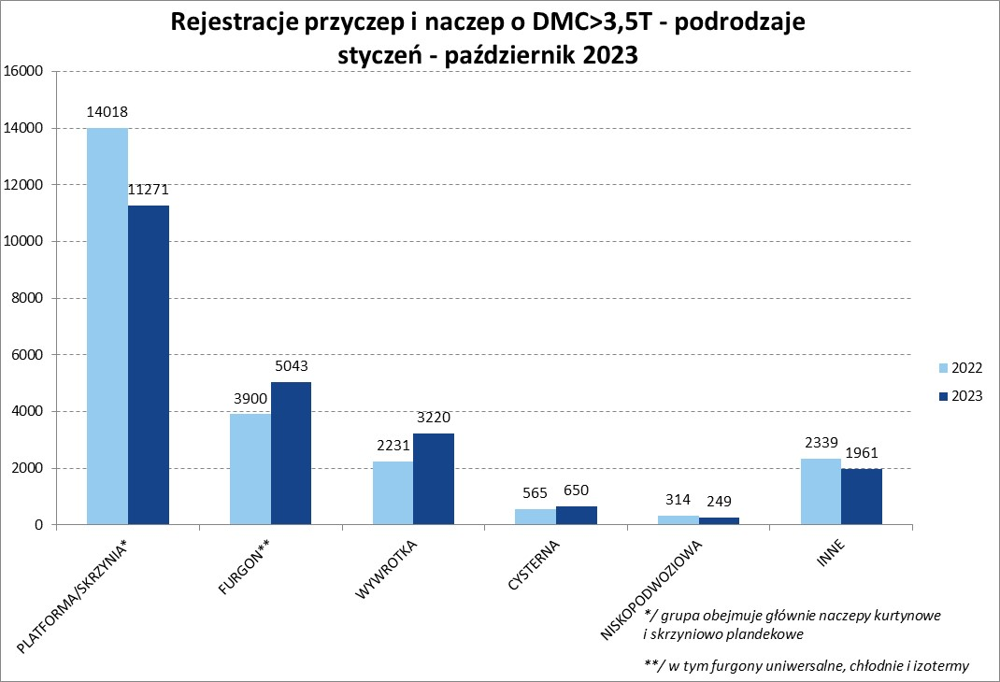 Rejestracje przyczep i naczep o DMC>3,5T - podrodzaje
styczeń - październik 2023
16000
14000
12000
10000
8000
6000
4000
2000
0
14018
11271
3900
5043
2231
3220
565
650
314
249
2339
1961
2022
2023
PLATFORMA/SKRZYNIA*
FURGON**
WYWROTKA
CYSTERNA
NISKOPODWOZIOWA
INNE
*/ grupa obejmuje głównie naczepy kurtynowe
i skrzyniowo plandekowe
**/ w tym furgony uniwersalne, chłodnie i izotermy